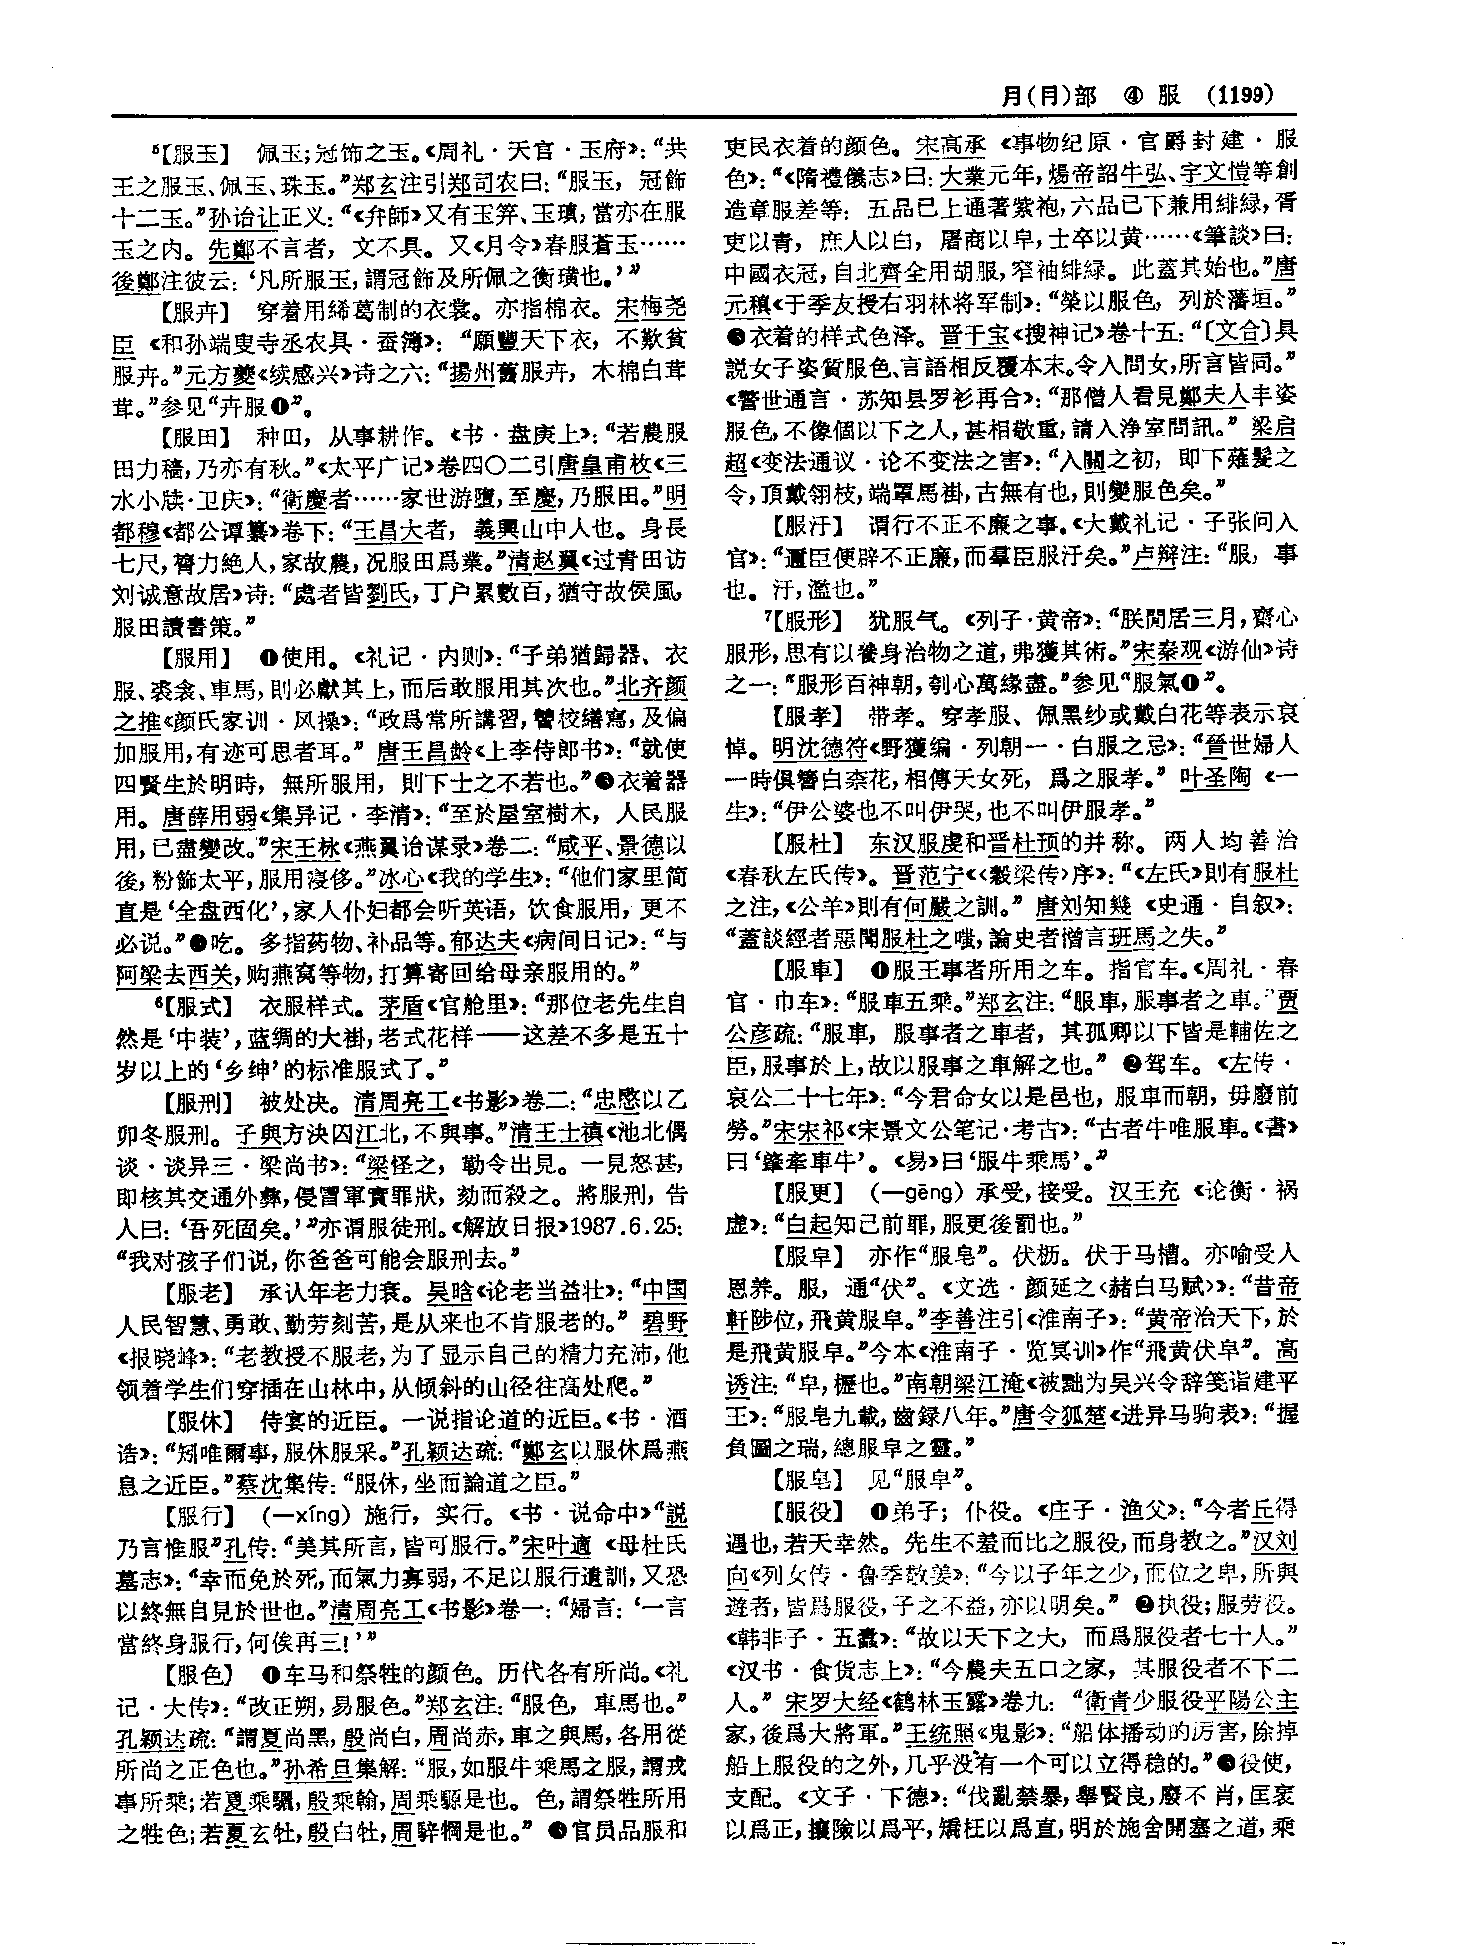 月(⺝)部 ④ 服 (1199)
⁵【服玉】 佩玉;冠饰之玉。《周礼·天官·玉府》:“共
王之服玉、佩玉、珠玉。”郑玄注引郑司农曰:“服玉,冠飾
十二玉。”孙诒让正义:“《弁師》又有玉笄、玉瑱,當亦在服
玉之内。先鄭不言者,文不具。又《月令》春服蒼玉……
後鄭注彼云:‘凡所服玉,謂冠飾及所佩之衡璜也。’”
【服卉】 穿着用絺葛制的衣裳。亦指棉衣。宋梅尧
臣《和孙端叟寺丞农具·蚕簿》:“願豐天下衣,不歎貧
服卉。”元方夔《续感兴》诗之六:“揚州舊服卉,木棉白茸
茸。”参见“卉服❶”。
【服田】 种田,从事耕作。《书·盘庚上》:“若農服
田力穡,乃亦有秋。”《太平广记》卷四〇二引唐皇甫枚《三
水小牍·卫庆》:“衛慶者……家世游墮,至慶,乃服田。”明
都穆《都公谭纂》卷下:“王昌大者,義興山中人也。身長
七尺,膂力絶人,家故農,况服田爲業。”清赵翼《过青田访
刘诚意故居》诗:“處者皆劉氏,丁户累數百,猶守故侯風,
服田讀書策。”
【服用】 ❶使用。《礼记·内则》:“子弟猶歸器、衣
服、裘衾、車馬,則必獻其上,而后敢服用其次也。”北齐颜
之推《颜氏家训·风操》:“政爲常所講習,讎校繕寫,及偏
加服用,有迹可思者耳。”唐王昌龄《上李侍郎书》:“就使
四賢生於明時,無所服用,則下士之不若也。”❷衣着器
用。唐薛用弱《集异记·李清》:“至於屋室樹木,人民服
用,已盡變改。”宋王栐《燕翼诒谋录》卷二:“咸平、景德以
後,粉飾太平,服用寖侈。”冰心《我的学生》:“他们家里简
直是‘全盘西化’,家人仆妇都会听英语,饮食服用,更不
必说。”❸吃。多指药物、补品等。郁达夫《病间日记》:“与
阿梁去西关,购燕窝等物,打算寄回给母亲服用的。”
⁶【服式】 衣服样式。茅盾《官舱里》:“那位老先生自
然是‘中装’,蓝绸的大褂,老式花样——这差不多是五十
岁以上的‘乡绅’的标准服式了。”
【服刑】 被处决。清周亮工《书影》卷二:“忠愍以乙
卯冬服刑。子與方決囚江北,不與事。”清王士禛《池北偶
谈·谈异三·梁尚书》:“梁怪之,勒令出見。一見怒甚,
即核其交通外彝,侵冒軍實罪狀,劾而殺之。將服刑,告
人曰:‘吾死固矣。’”亦谓服徒刑。《解放日报》1987.6.25:
“我对孩子们说,你爸爸可能会服刑去。”
【服老】 承认年老力衰。吴晗《论老当益壮》:“中国
人民智慧、勇敢、勤劳刻苦,是从来也不肯服老的。”碧野
《报晓峰》:“老教授不服老,为了显示自己的精力充沛,他
领着学生们穿插在山林中,从倾斜的山径往高处爬。”
【服休】 侍宴的近臣。一说指论道的近臣。《书·酒
诰》:“矧唯爾事,服休服采。”孔颖达疏:“鄭玄以服休爲燕
息之近臣。”蔡沈集传:“服休,坐而論道之臣。”
【服行】 (—xíng) 施行,实行。《书·说命中》“説
乃言惟服”孔传:“美其所言,皆可服行。”宋叶適《母杜氏
墓志》:“幸而免於死,而氣力寡弱,不足以服行遺訓,又恐
以終無自見於世也。”清周亮工《书影》卷一:“婦言:‘一言
當終身服行,何俟再三!’”
【服色】 ❶车马和祭牲的颜色。历代各有所尚。《礼
记·大传》:“改正朔,易服色。”郑玄注:“服色,車馬也。”
孔颖达疏:“謂夏尚黑,殷尚白,周尚赤,車之與馬,各用從
所尚之正色也。”孙希旦集解:“服,如服牛乘馬之服,謂戎
事所乘;若夏乘驪,殷乘翰,周乘騵是也。色,謂祭牲所用
之牲色;若夏玄牡,殷白牡,周騂犅是也。”❷官员品服和
吏民衣着的颜色。宋高承《事物纪原·官爵封建·服
色》:“《隋禮儀志》曰:大業元年,煬帝詔牛弘、宇文愷等創
造章服差等:五品已上通著紫袍,六品已下兼用緋緑,胥
吏以青,庶人以白,屠商以皁,士卒以黄……《筆談》曰:
中國衣冠,自北齊全用胡服,窄袖緋緑。此蓋其始也。”唐
元稹《于季友授右羽林将军制》:“榮以服色,列於藩垣。”
❸衣着的样式色泽。晋干宝《搜神记》卷十五:“〔文合〕具
説女子姿質服色、言語相反覆本末。令入問女,所言皆同。”
《警世通言·苏知县罗衫再合》:“那僧人看見鄭夫人丰姿
服色,不像個以下之人,甚相敬重,請入浄室問訊。”梁启
超《变法通议·论不变法之害》:“入關之初,即下薙髮之
令,頂戴翎枝,端罩馬褂,古無有也,則變服色矣。”
【服汙】 谓行不正不廉之事。《大戴礼记·子张问入
官》:“邇臣便辟不正廉,而羣臣服汙矣。”卢辩注:“服,事
也。汙,濫也。”
⁷【服形】 犹服气。《列子·黄帝》:“朕閒居三月,齋心
服形,思有以養身治物之道,弗獲其術。”宋秦观《游仙》诗
之一:“服形百神朝,刳心萬緣盡。”参见“服氣❶”。
【服孝】 带孝。穿孝服、佩黑纱或戴白花等表示哀
悼。明沈德符《野獲编·列朝一·白服之忌》:“晉世婦人
一時俱簪白柰花,相傳天女死,爲之服孝。”叶圣陶《一
生》:“伊公婆也不叫伊哭,也不叫伊服孝。”
【服杜】 东汉服虔和晋杜预的并称。两人均善治
《春秋左氏传》。晋范宁《〈穀梁传〉序》:“《左氏》則有服杜
之注,《公羊》則有何嚴之訓。”唐刘知幾《史通·自叙》:
“蓋談經者惡聞服杜之嗤,論史者憎言班馬之失。”
【服車】 ❶服王事者所用之车。指官车。《周礼·春
官·巾车》:“服車五乘。”郑玄注:“服車,服事者之車。”贾
公彦疏:“服車,服事者之車者,其孤卿以下皆是輔佐之
臣,服事於上,故以服事之車解之也。”❷驾车。《左传·
哀公二十七年》:“今君命女以是邑也,服車而朝,毋廢前
勞。”宋宋祁《宋景文公笔记·考古》:“古者牛唯服車。《書》
曰‘肇牽車牛’。《易》曰‘服牛乘馬’。”
【服更】 (—gēng) 承受,接受。汉王充《论衡·祸
虚》:“白起知己前罪,服更後罰也。”
【服皁】 亦作“服皂”。伏枥。伏于马槽。亦喻受人
恩养。服,通“伏”。《文选·颜延之〈赭白马赋〉》:“昔帝
軒陟位,飛黄服皁。”李善注引《淮南子》:“黄帝治天下,於
是飛黄服皁。”今本《淮南子·览冥训》作“飛黄伏皁”。高
诱注:“皁,櫪也。”南朝梁江淹《被黜为吴兴令辞笺诣建平
王》:“服皂九載,齒録八年。”唐令狐楚《进异马驹表》:“握
負圖之瑞,總服皁之靈。”
【服皂】 见“服皁”。
【服役】 ❶弟子;仆役。《庄子·渔父》:“今者丘得
遇也,若天幸然。先生不羞而比之服役,而身教之。”汉刘
向《列女传·鲁季敬姜》:“今以子年之少,而位之卑,所與
遊者,皆爲服役,子之不益,亦以明矣。”❷执役;服劳役。
《韩非子·五蠹》:“故以天下之大,而爲服役者七十人。”
《汉书·食货志上》:“今農夫五口之家,其服役者不下二
人。”宋罗大经《鹤林玉露》卷九:“衛青少服役平陽公主
家,後爲大將軍。”王统照《鬼影》:“船体播动的厉害,除掉
船上服役的之外,几乎没有一个可以立得稳的。”❸役使,
支配。《文子·下德》:“伐亂禁暴,舉賢良,廢不肖,匡衺
以爲正,攘險以爲平,矯枉以爲直,明於施舍開塞之道,乘